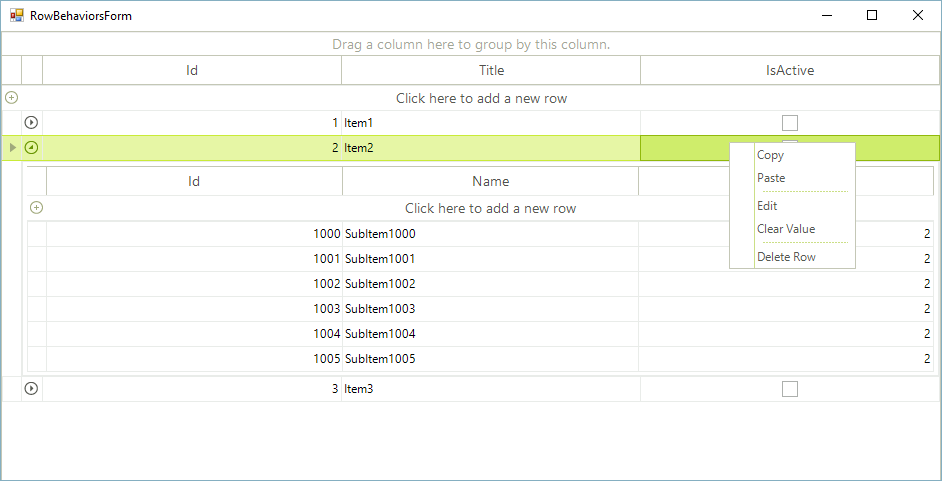 RowBehaviorsForm
Drag a column here to group by this column.
Id Title IsActive
Click here to add a new row
1 Item1
2 Item2
Copy
Id Name
Paste
Click here to add a new row
Edit
1000 SubItem1000 2
Clear Value
1001 SubItem1001 2
Delete Row
1002 SubItem1002 2
1003 SubItem1003 2
1004 SubItem1004 2
1005 SubItem1005 2
3 Item3